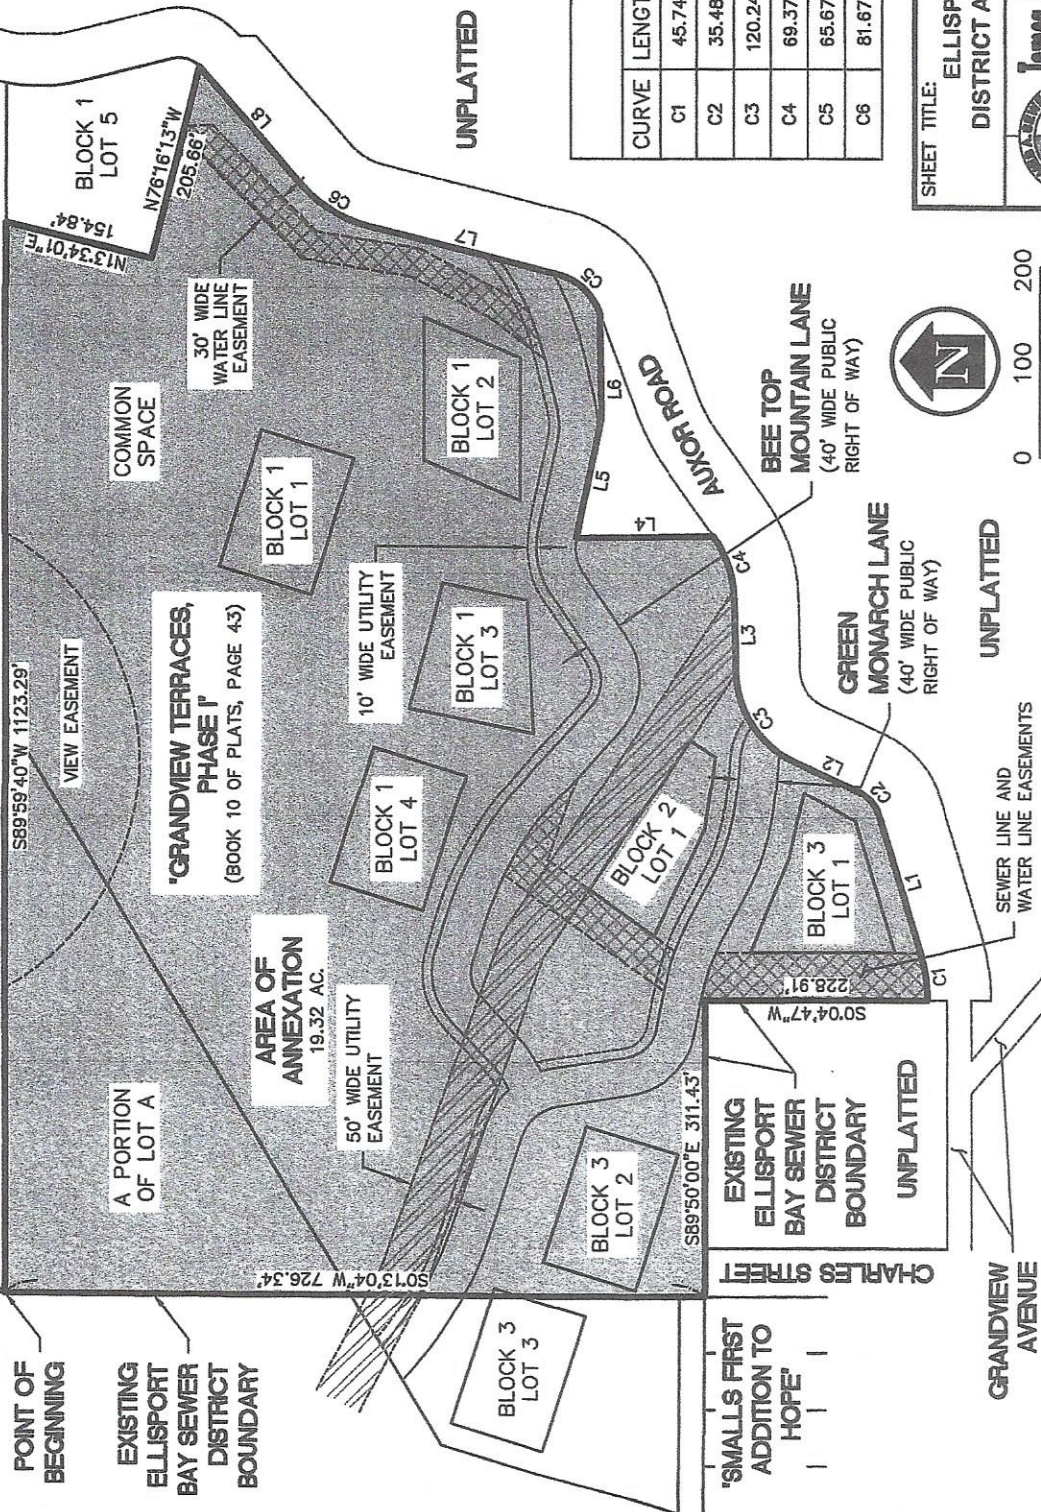 POINT OF
BEGINNING
EXISTING
ELLISPORT
BAY SEWER
DISTRICT
BOUNDARY
S89°59'40"W 1123.29'
VIEW EASEMENT
"GRANDVIEW TERRACES,
PHASE I"
(BOOK 10 OF PLATS, PAGE 43)
A PORTION
OF LOT A
AREA OF
ANNEXATION
19.32 AC.
50' WIDE UTILITY
EASEMENT
S0°13'04"W 726.34'
COMMON
SPACE
N13°34'01"E
154.84'
BLOCK 1
LOT 5
N76°16'13"W
205.66'
30' WIDE
WATER LINE
EASEMENT
BLOCK 1
LOT 1
BLOCK 1
LOT 2
10' WIDE UTILITY
EASEMENT
BLOCK 1
LOT 3
BLOCK 1
LOT 4
BLOCK 2
LOT 1
BLOCK 3
LOT 1
BLOCK 3
LOT 2
BLOCK 3
LOT 3
S89°50'00"E 311.43'
S0°04'47"W
228.91'
L8
C6
L7
C5
L6
L5
L4
C4
L3
C3
L2
C2
L1
C1
AUXOR ROAD
UNPLATTED
BEE TOP
MOUNTAIN LANE
(40' WIDE PUBLIC
RIGHT OF WAY)
GREEN
MONARCH LANE
(40' WIDE PUBLIC
RIGHT OF WAY)
UNPLATTED
SEWER LINE AND
WATER LINE EASEMENTS
EXISTING
ELLISPORT
BAY SEWER
DISTRICT
BOUNDARY
UNPLATTED
CHARLES STREET
"SMALLS FIRST
ADDITION TO
HOPE"
GRANDVIEW
AVENUE
N
0 100 200
CURVE LENGT
C1 45.74
C2 35.48
C3 120.24
C4 69.37
C5 65.67
C6 81.67
SHEET TITLE:
ELLISP
DISTRICT A